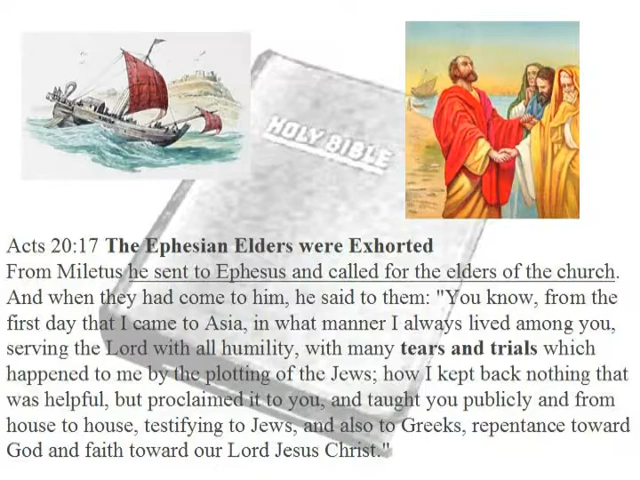 HOLY BIBLE
Acts 20:17 The Ephesian Elders were Exhorted
From Miletus he sent to Ephesus and called for the elders of the church.
And when they had come to him, he said to them: "You know, from the
first day that I came to Asia, in what manner I always lived among you,
serving the Lord with all humility, with many tears and trials which
happened to me by the plotting of the Jews; how I kept back nothing that
was helpful, but proclaimed it to you, and taught you publicly and from
house to house, testifying to Jews, and also to Greeks, repentance toward
God and faith toward our Lord Jesus Christ."